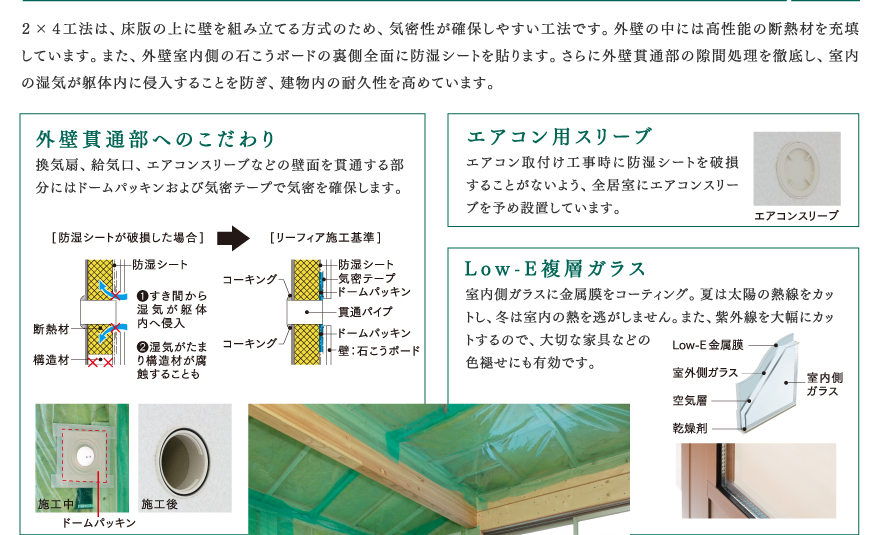 2×4工法は、床版の上に壁を組み立てる方式のため、気密性が確保しやすい工法です。外壁の中には高性能の断熱材を充填
しています。また、外壁室内側の石こうボードの裏側全面に防湿シートを貼ります。さらに外壁貫通部の隙間処理を徹底し、室内
の湿気が躯体内に侵入することを防ぎ、建物内の耐久性を高めています。
外壁貫通部へのこだわり
換気扇、給気口、エアコンスリーブなどの壁面を貫通する部
分にはドームパッキンおよび気密テープで気密を確保します。
[防湿シートが破損した場合]
[リーフィア施工基準]
防湿シート
❶すき間から
湿気が躯体
内へ侵入
断熱材
❷湿気がたま
り構造材が腐
食することも
構造材
コーキング
防湿シート
気密テープ
ドームパッキン
貫通パイプ
ドームパッキン
コーキング
壁:石こうボード
施工中
ドームパッキン
施工後
エアコン用スリーブ
エアコン取付け工事時に防湿シートを破損
することがないよう、全居室にエアコンスリー
ブを予め設置しています。
エアコンスリーブ
Low-E複層ガラス
室内側ガラスに金属膜をコーティング。夏は太陽の熱線をカッ
トし、冬は室内の熱を逃がしません。また、紫外線を大幅にカッ
トするので、大切な家具などの
色褪せにも有効です。
Low-E金属膜
室外側ガラス
室内側
ガラス
空気層
乾燥剤